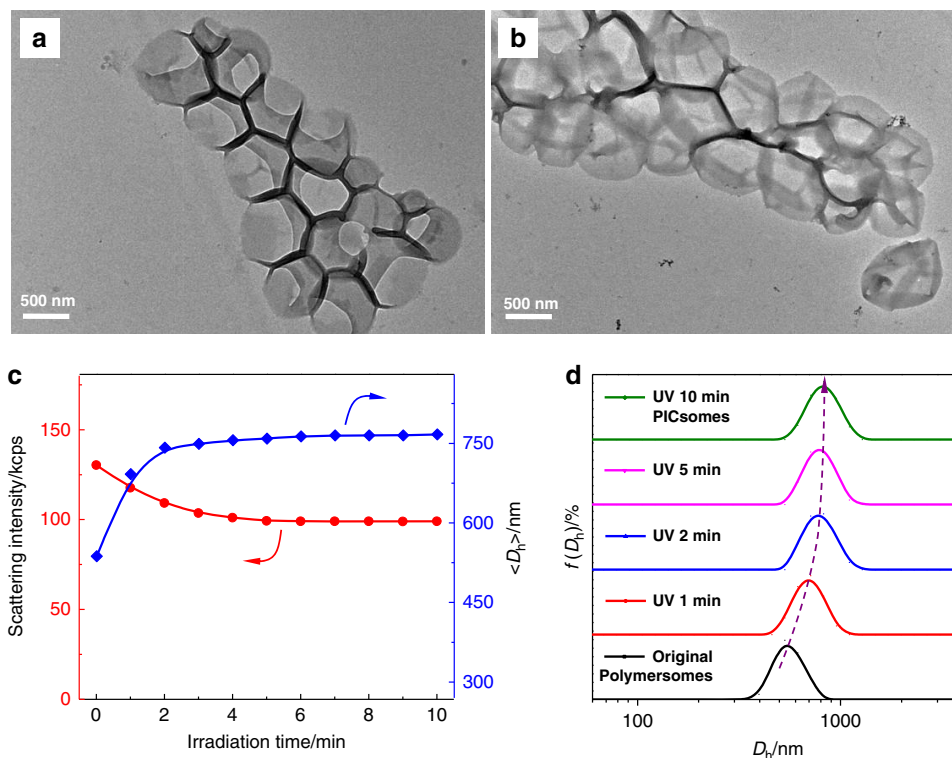 a
500 nm
b
500 nm
c
Scattering intensity/kcps
150
100
50
0
0 2 4 6 8 10
Irradiation time/min
750
600
450
300
<Dh>/nm
d
f (Dh)/%
UV 10 min
PICsomes
UV 5 min
UV 2 min
UV 1 min
Original
Polymersomes
100 1000
Dh/nm